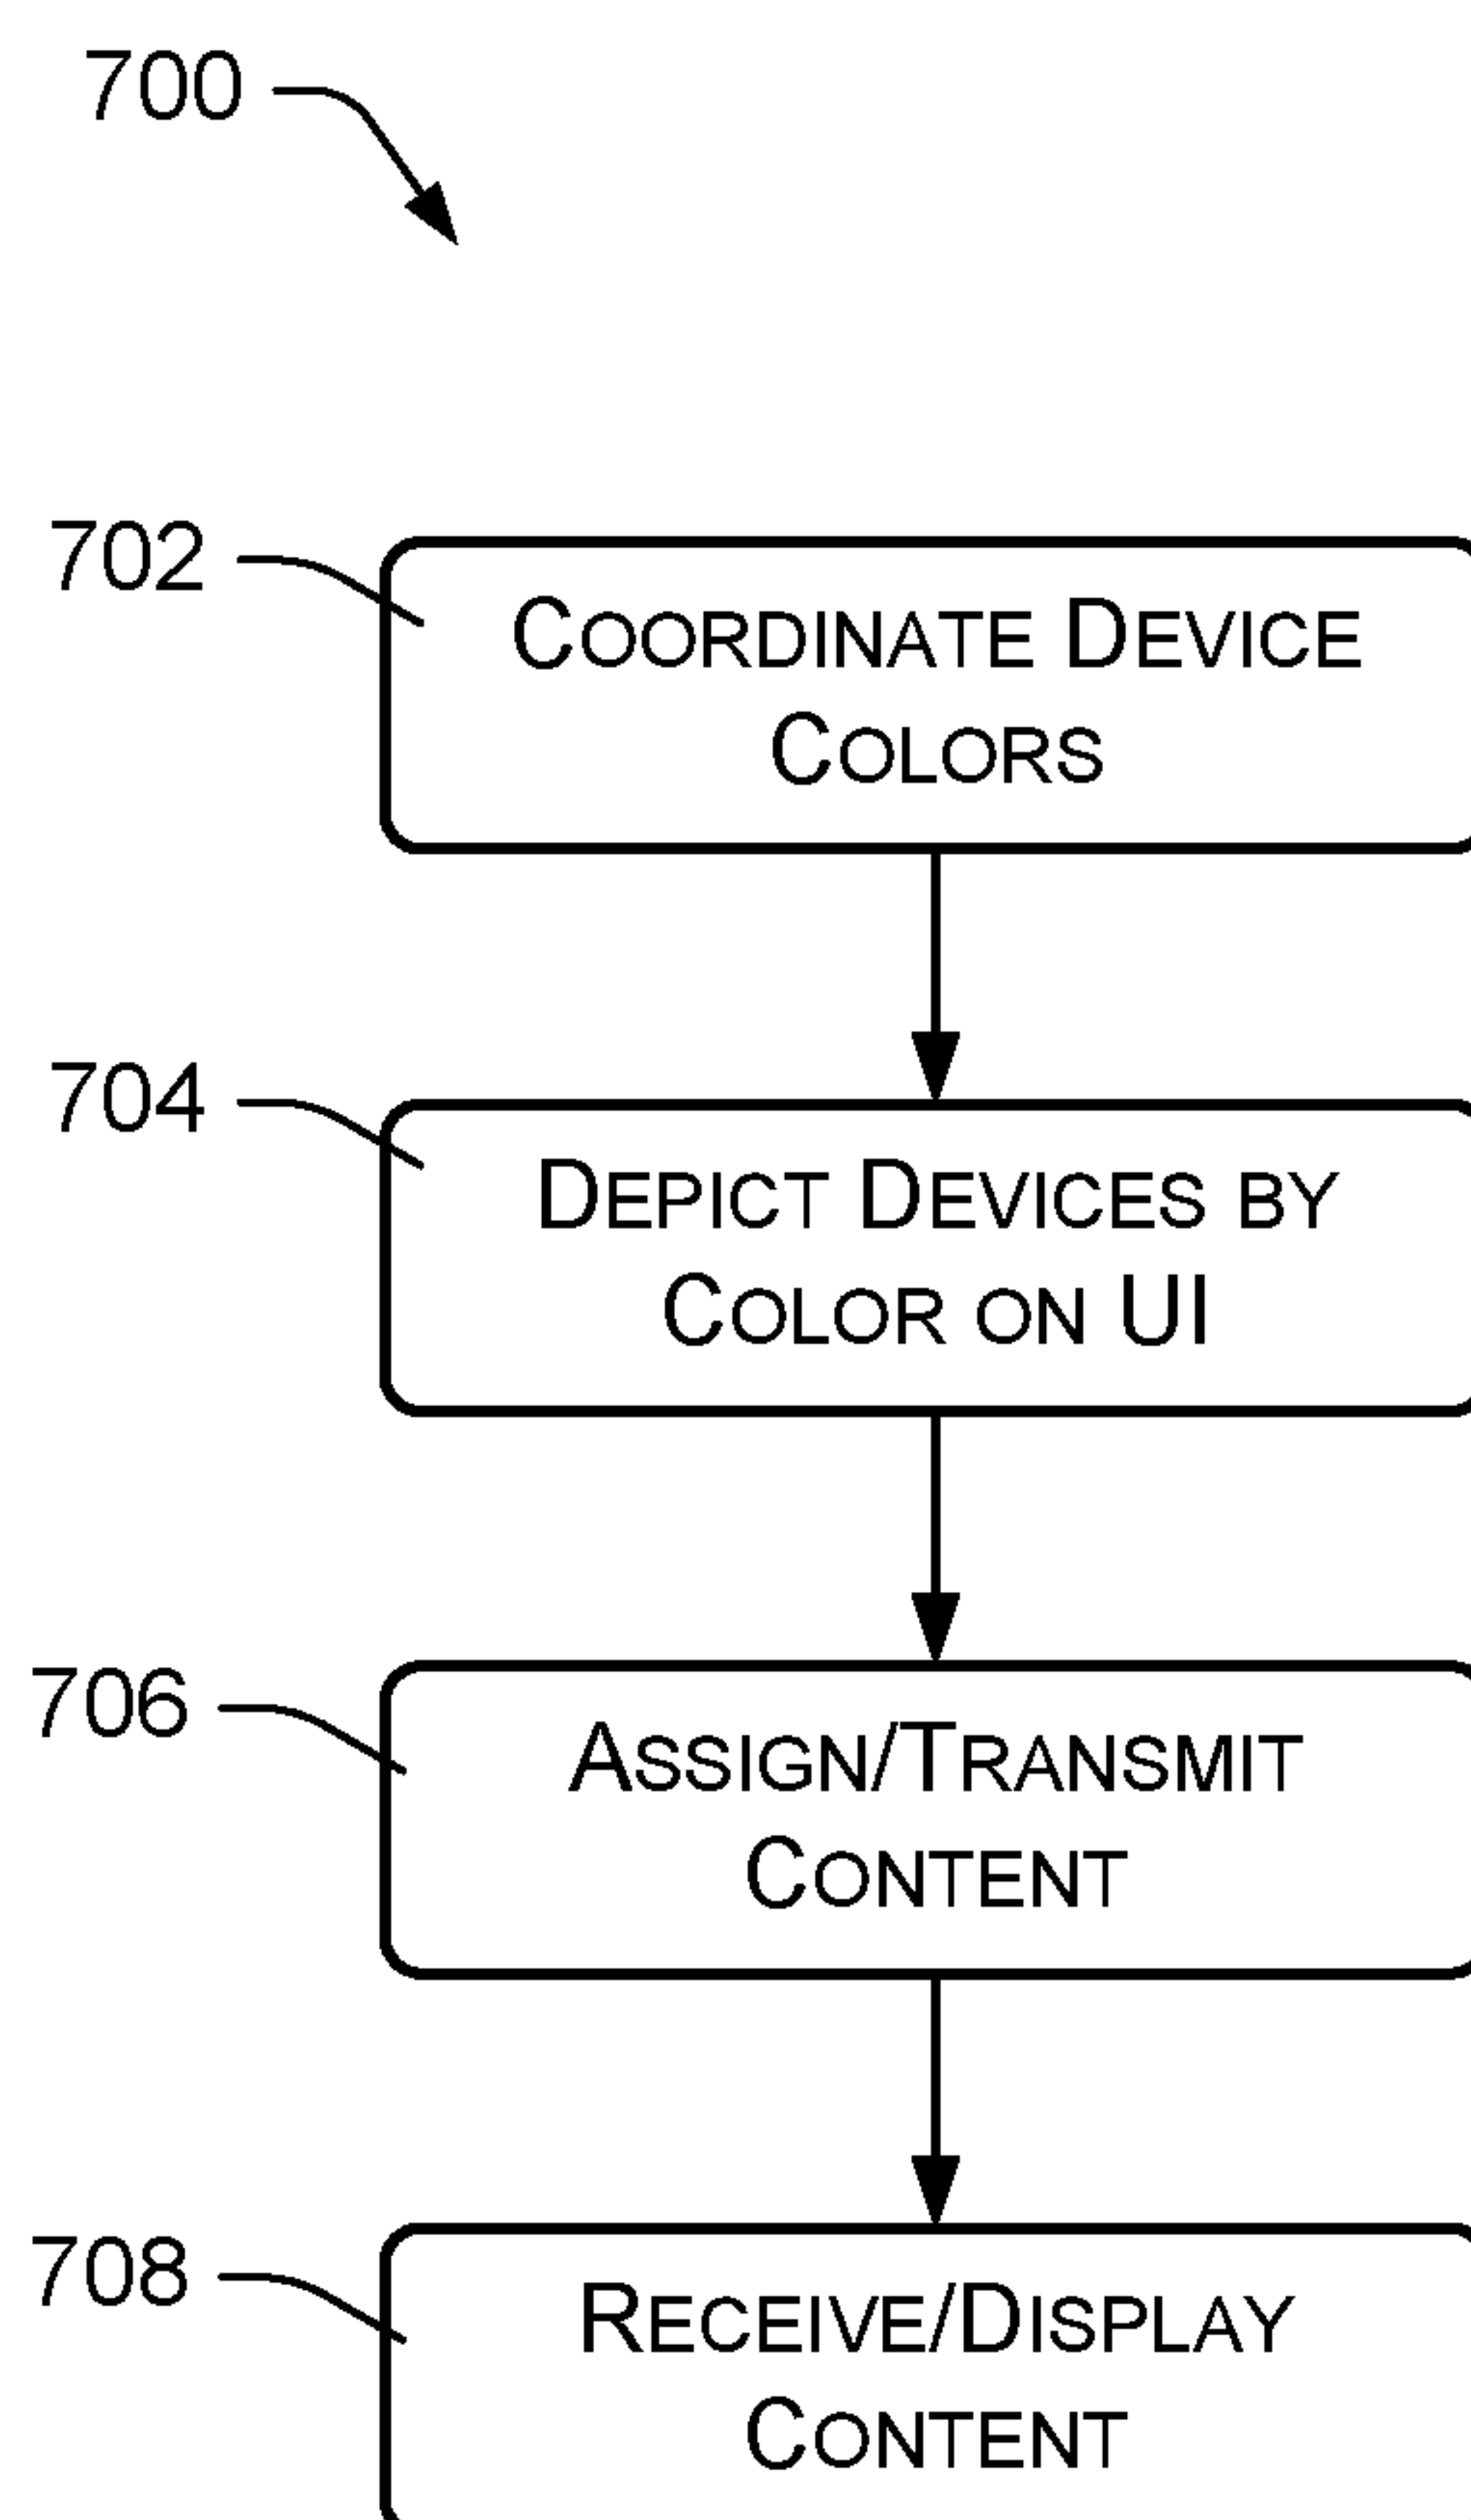 700
702
COORDINATE DEVICE
COLORS
704
DEPICT DEVICES BY
COLOR ON UI
706
ASSIGN/TRANSMIT
CONTENT
708
RECEIVE/DISPLAY
CONTENT